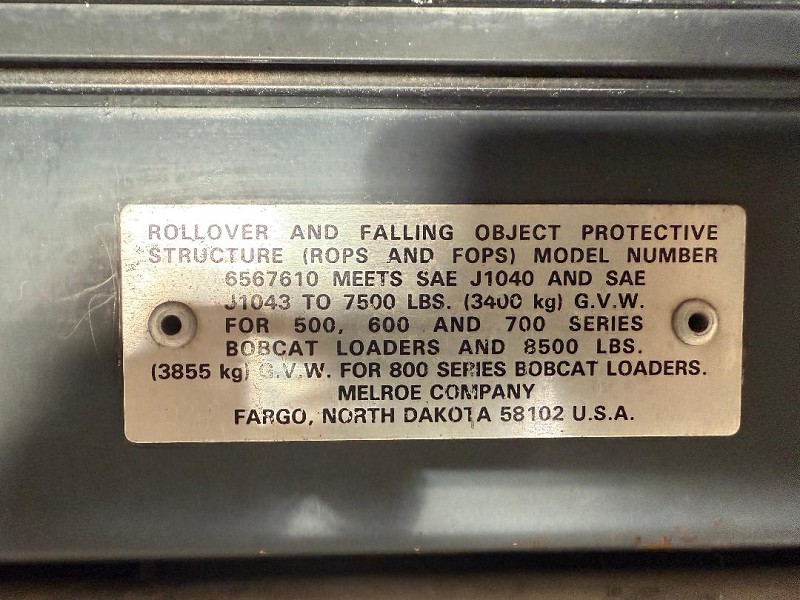 ROLLOVER AND FALLING OBJECT PROTECTIVE
STRUCTURE (ROPS AND FOPS) MODEL NUMBER
6567610 MEETS SAE J1040 AND SAE
J1043 TO 7500 LBS. (3400 kg) G.V.W.
FOR 500, 600 AND 700 SERIES
BOBCAT LOADERS AND 8500 LBS.
(3855 kg) G.V.W. FOR 800 SERIES BOBCAT LOADERS.
MELROE COMPANY
FARGO, NORTH DAKOTA 58102 U.S.A.